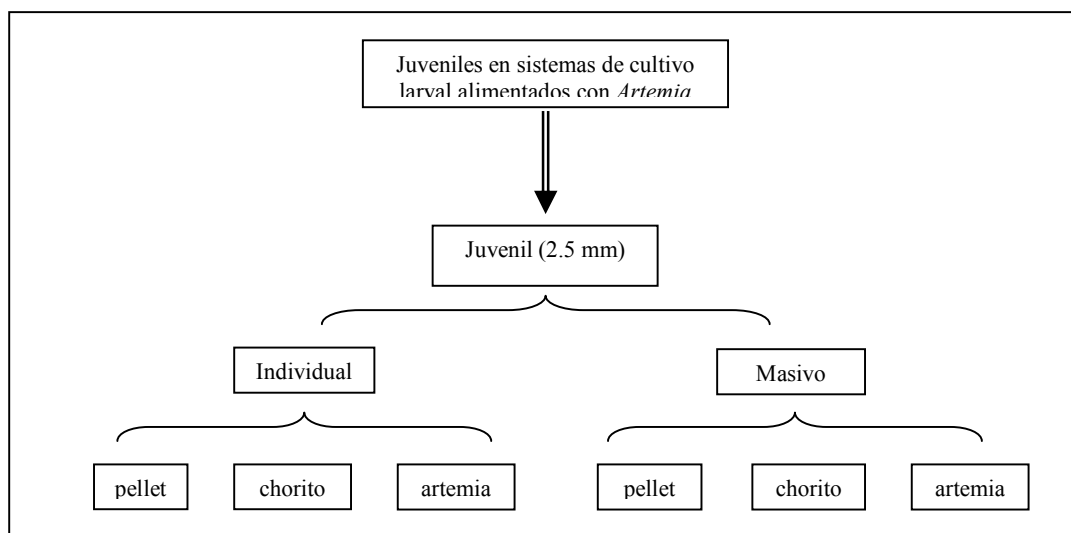 Juveniles en sistemas de cultivo
larval alimentados con Artemia
Juvenil (2.5 mm)
Individual
Masivo
pellet
chorito
artemia
pellet
chorito
artemia